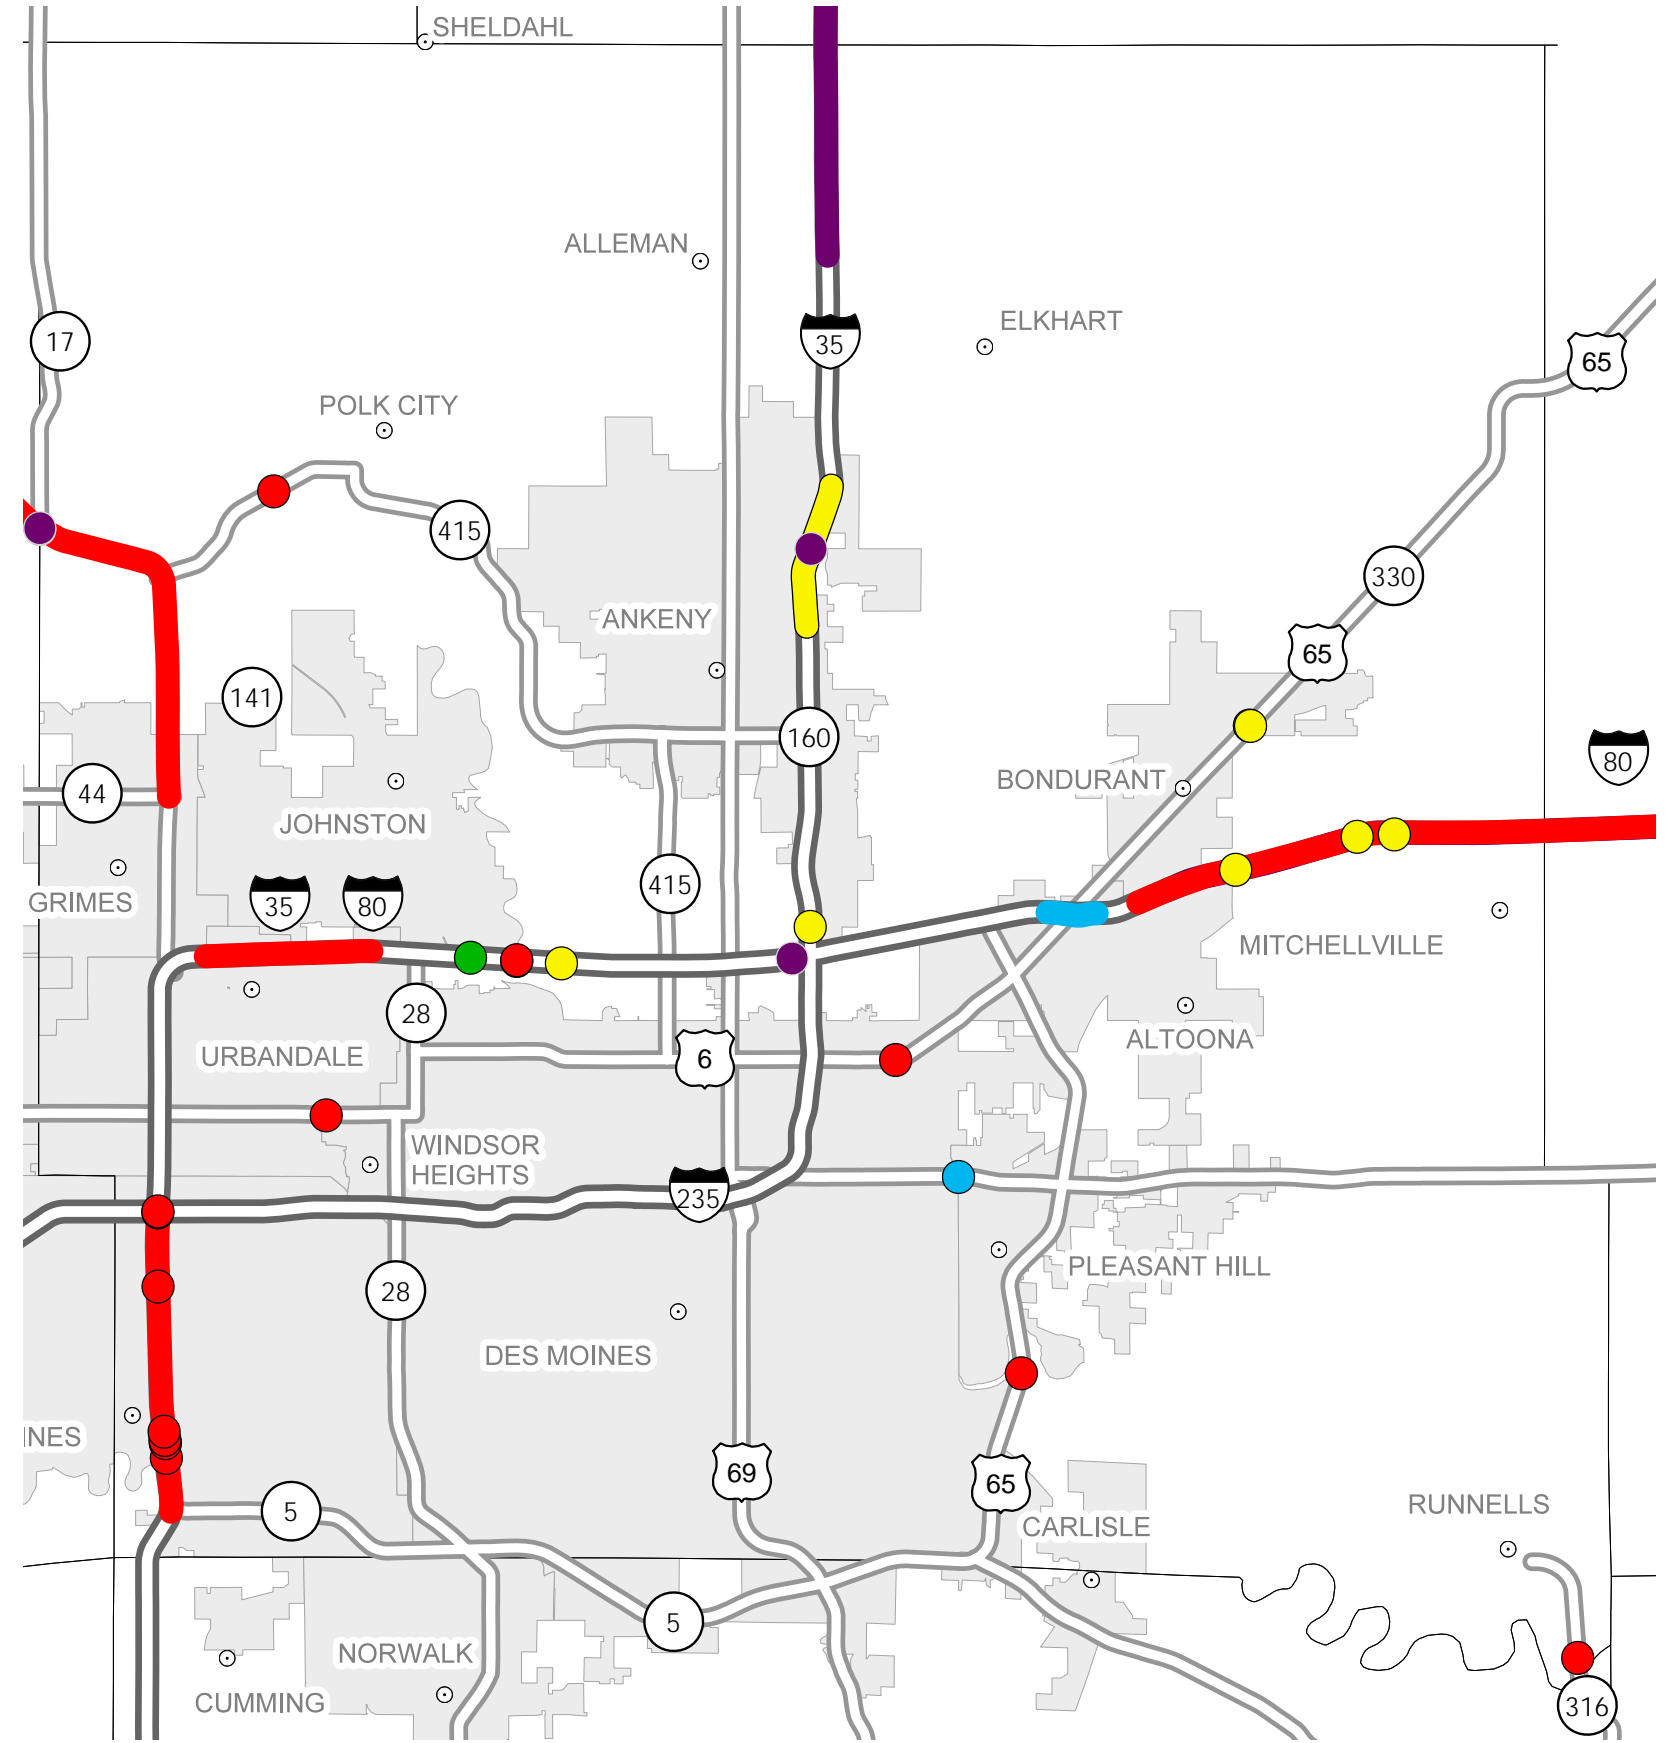 SHELDAHL
ALLEMAN
ELKHART
35
17
65
POLK CITY
415
330
ANKENY
65
141
160
80
BONDURANT
44
JOHNSTON
415
GRIMES
35
80
MITCHELLVILLE
28
ALTOONA
URBANDALE
6
WINDSOR
HEIGHTS
235
PLEASANT HILL
28
DES MOINES
INES
69
65
5
RUNNELLS
CARLISLE
5
NORWALK
CUMMING
316